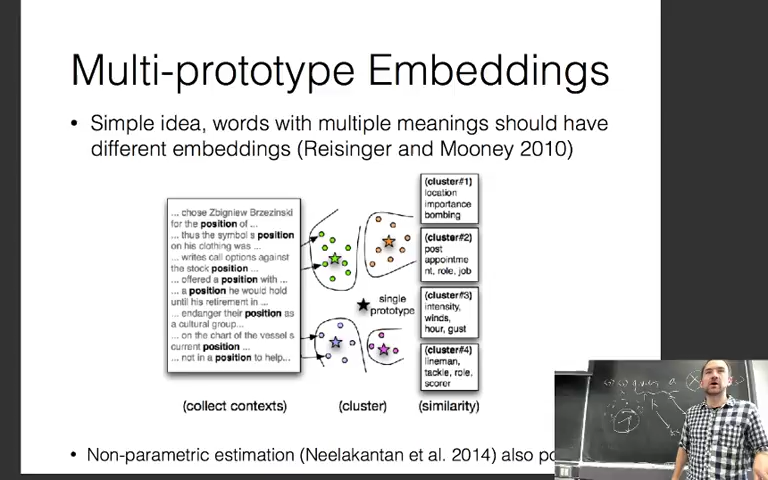 Multi-prototype Embeddings
• Simple idea, words with multiple meanings should have
different embeddings (Reisinger and Mooney 2010)
... chose Zbigniew Brzezinski
for the position of ...
... thus the symbol s position
on his clothing was ...
... writes call options against
the stock position ...
... offered a position with ...
... a position he would hold
until his retirement in ...
... endanger their position as
a cultural group...
... on the chart of the vessel s
current position ...
... not in a position to help...
(collect contexts)
single
prototype
(cluster)
(cluster#1)
location
importance
bombing
(cluster#2)
post
appointme
nt, role, job
(cluster#3)
intensity,
winds,
hour, gust
(cluster#4)
lineman,
tackle, role,
scorer
(similarity)
• Non-parametric estimation (Neelakantan et al. 2014) also